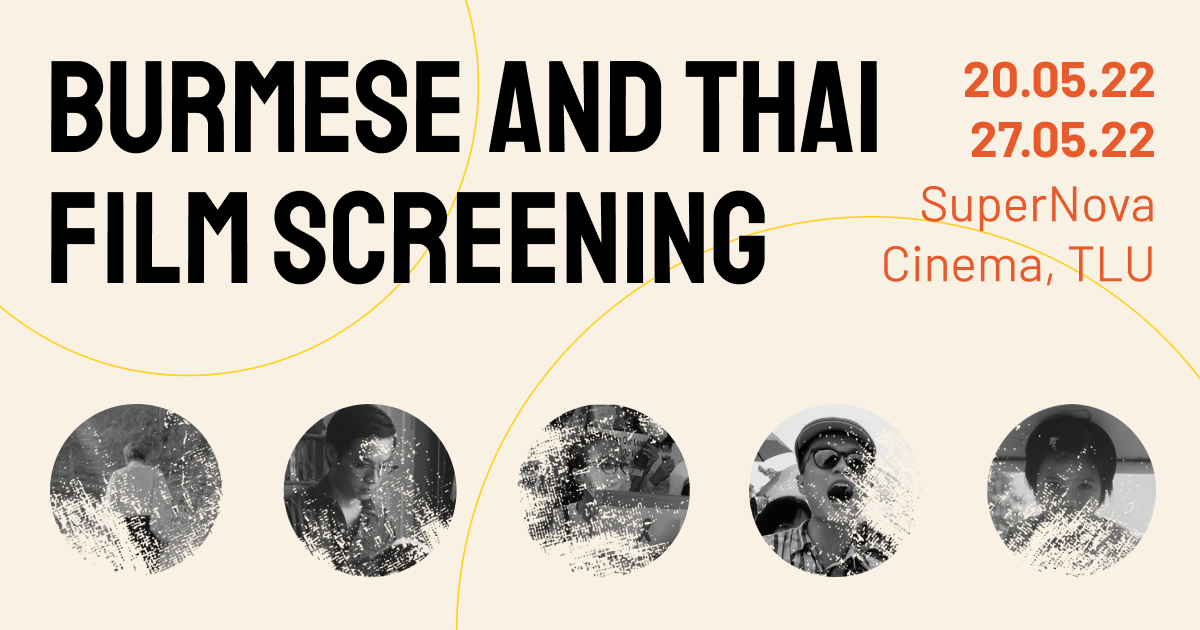 BURMESE AND THAI
FILM SCREENING
20.05.22
27.05.22
SuperNova
Cinema, TLU